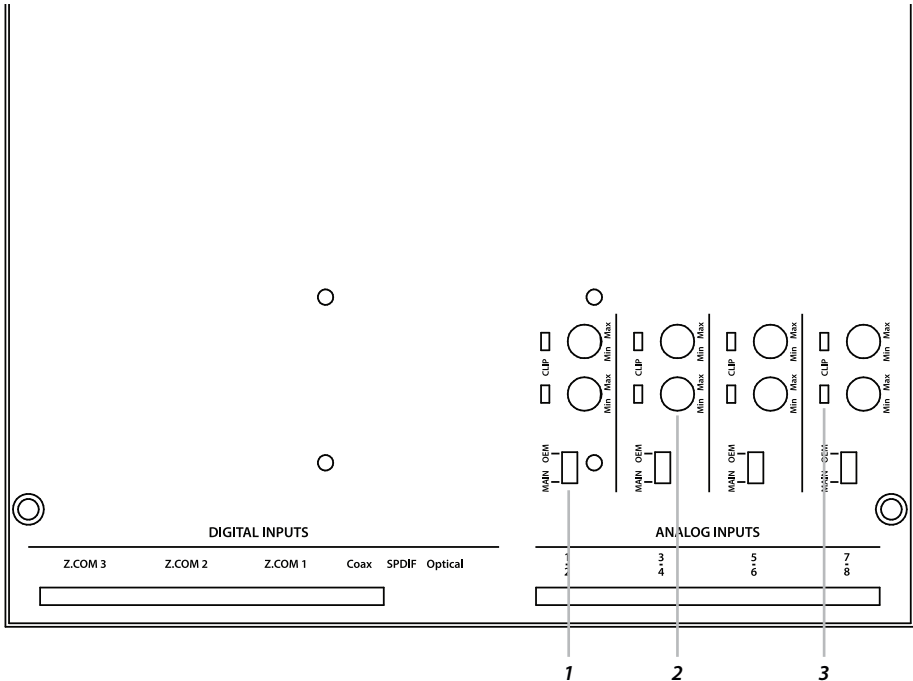 Max Max Max Max
CLIP Min CLIP Min CLIP Min CLIP Min
Max Max Max Max
Min Min Min Min
OEM OEM OEM OEM
MAIN MAIN MAIN MAIN
DIGITAL INPUTS ANALOG INPUTS
Z.COM 3 Z.COM 2 Z.COM 1 Coax SPDIF Optical 1 3 5 7
2 4 6 8
1 2 3